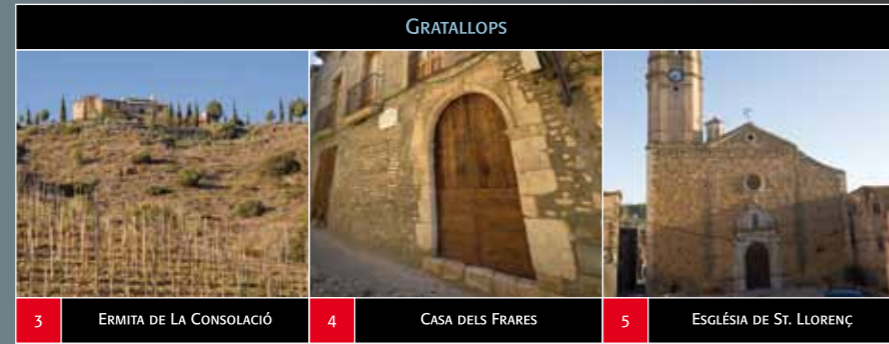 Gratallops
3 Ermita de La Consolació
4 Casa dels Frares
5 Església de St. Llorenç